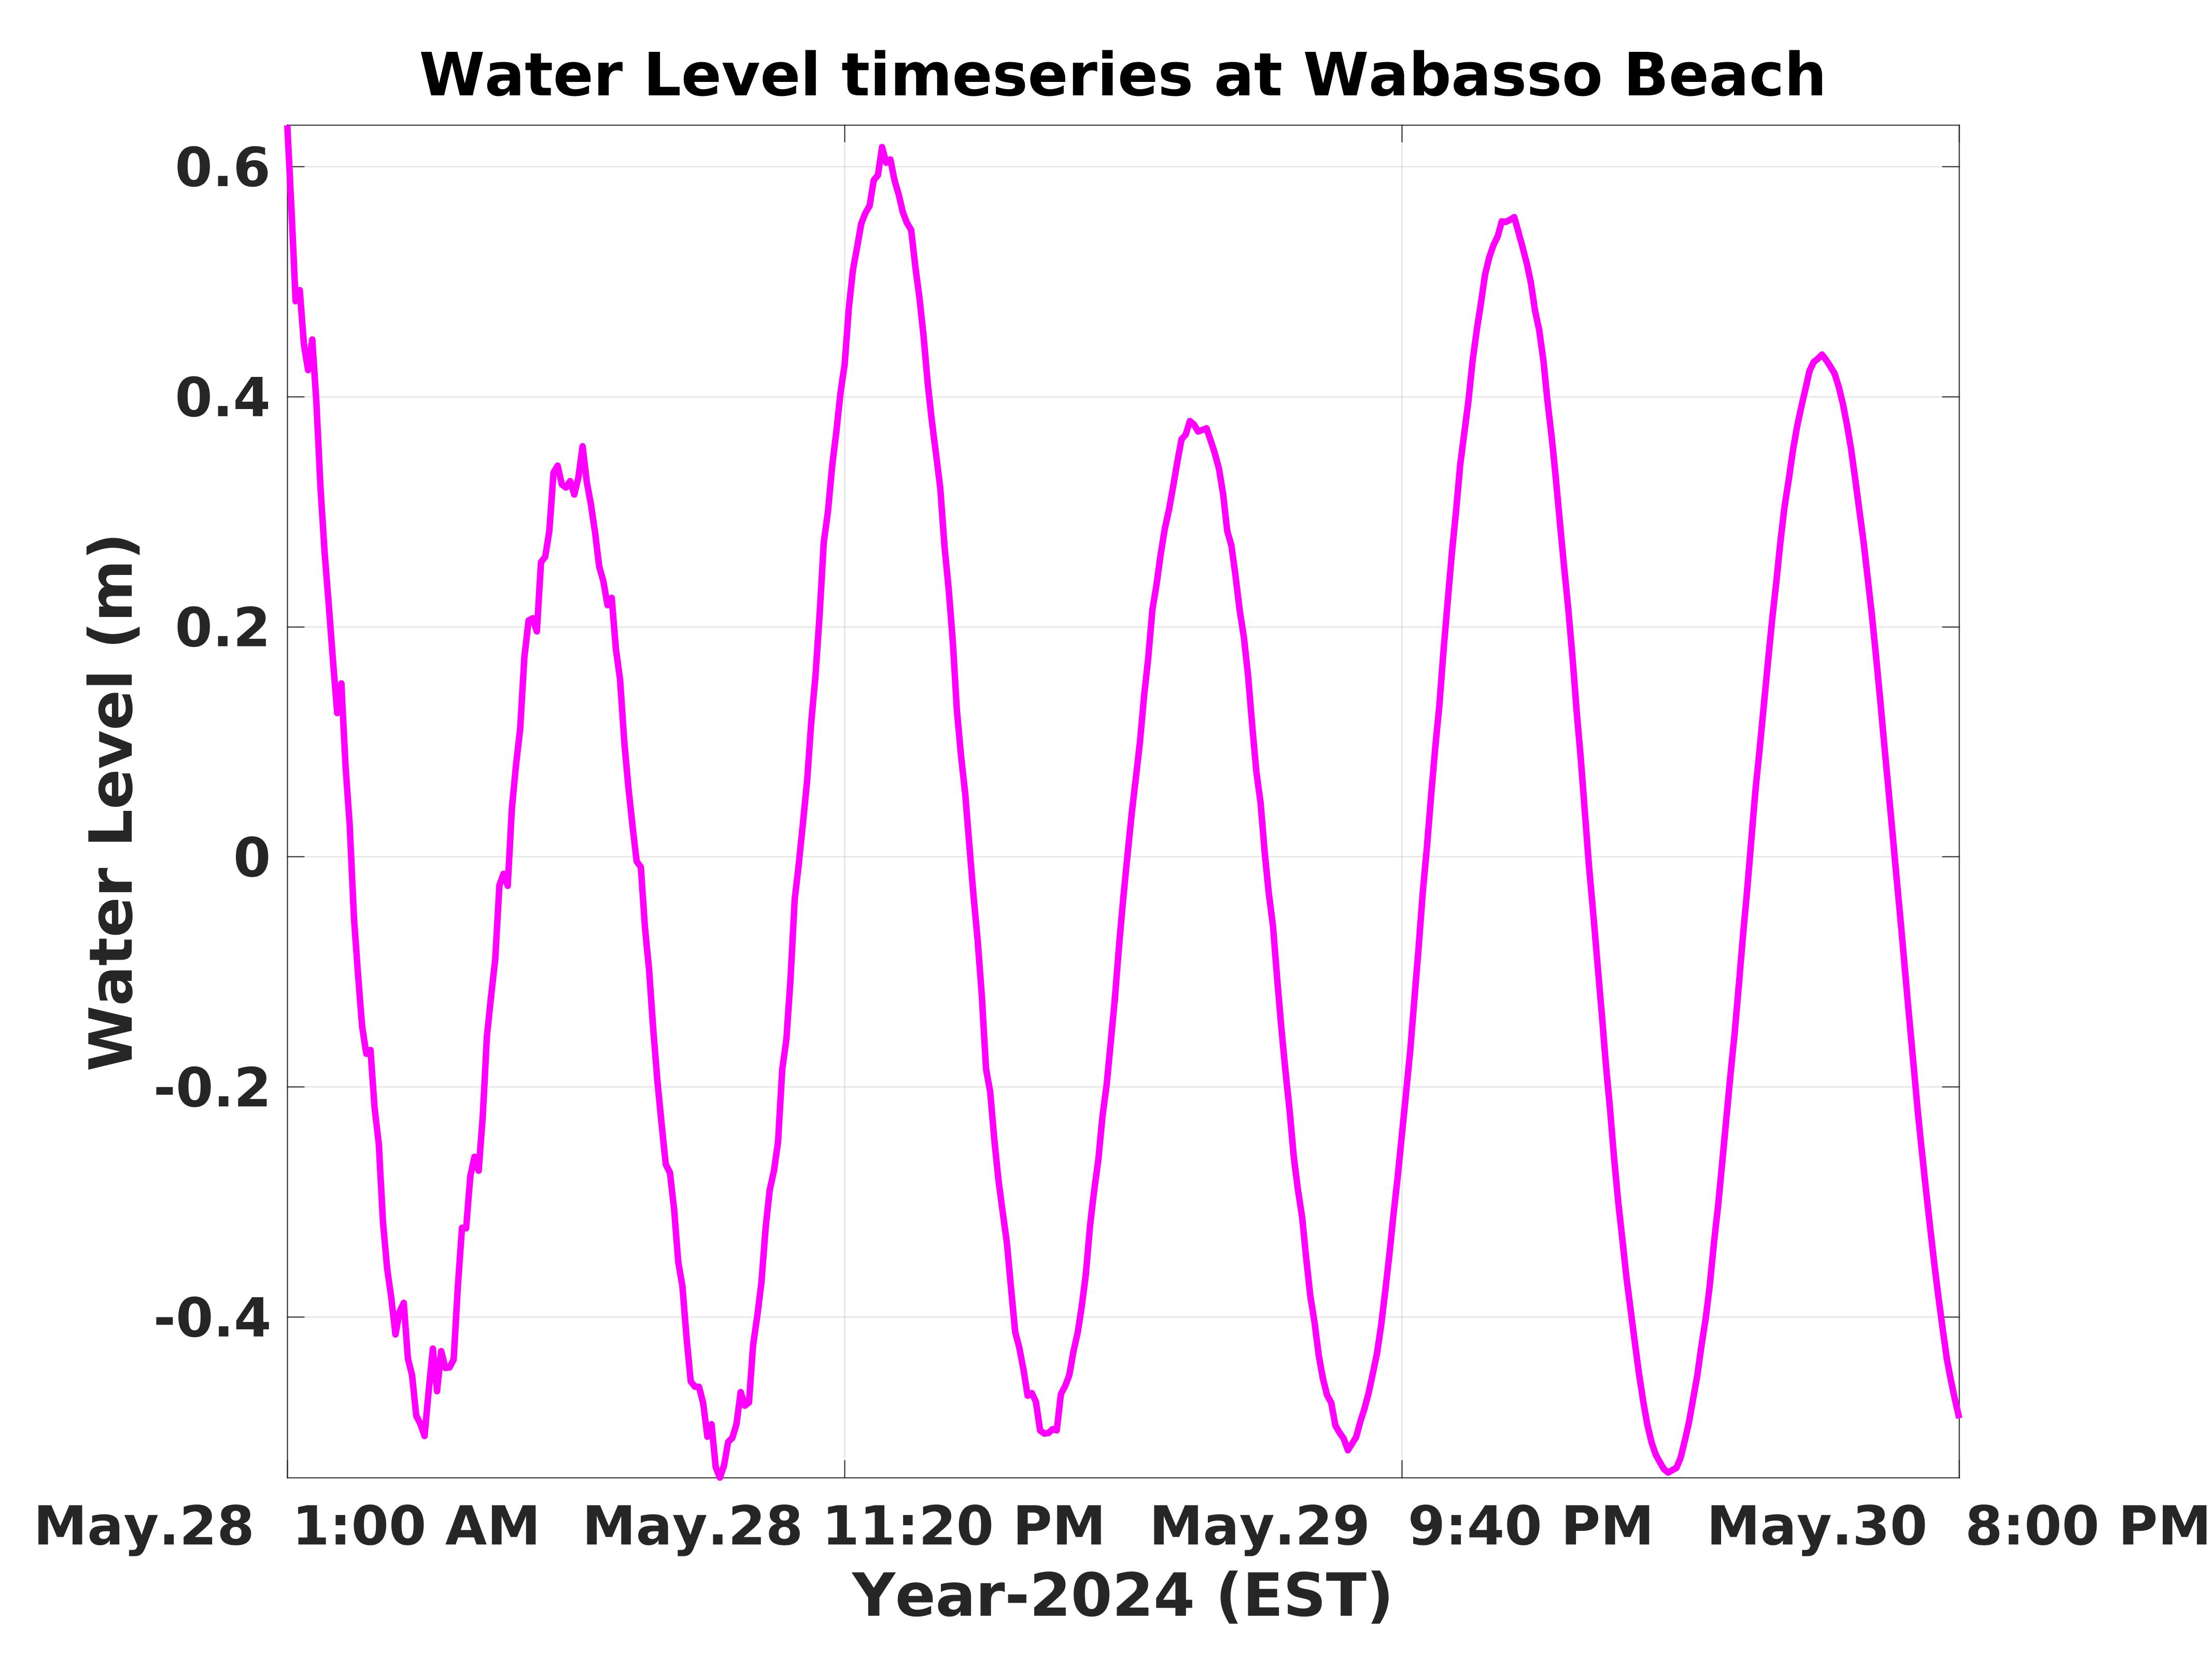 Water Level timeseries at Wabasso Beach
Water Level (m)
0.6
0.4
0.2
0
-0.2
-0.4
May.28 1:00 AM May.28 11:20 PM May.29 9:40 PM May.30 8:00 PM
Year-2024 (EST)